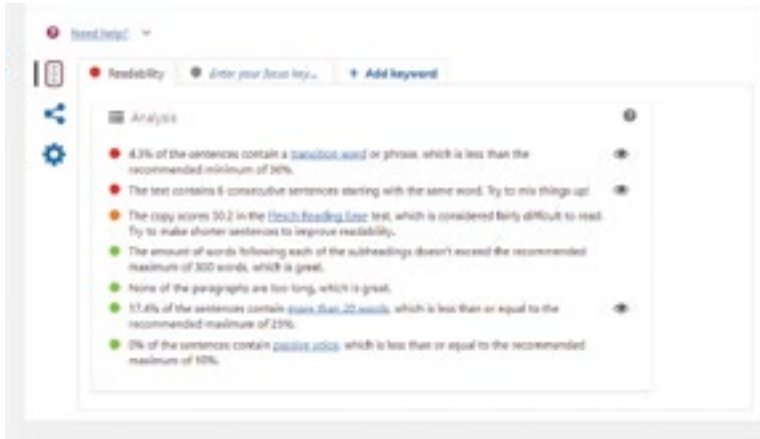 Need help?
Readability
Enter your focus key...
+ Add keyword
Analysis
4.3% of the sentences contain a transition word or phrase, which is less than the
recommended minimum of 30%.
The text contains 6 consecutive sentences starting with the same word. Try to mix things up!
The copy scores 50.2 in the Flesch Reading Ease test, which is considered fairly difficult to read.
Try to make shorter sentences to improve readability.
The amount of words following each of the subheadings doesn't exceed the recommended
maximum of 300 words, which is great.
None of the paragraphs are too long, which is great.
17.4% of the sentences contain more than 20 words, which is less than or equal to the
recommended maximum of 25%.
0% of the sentences contain passive voice, which is less than or equal to the recommended
maximum of 10%.